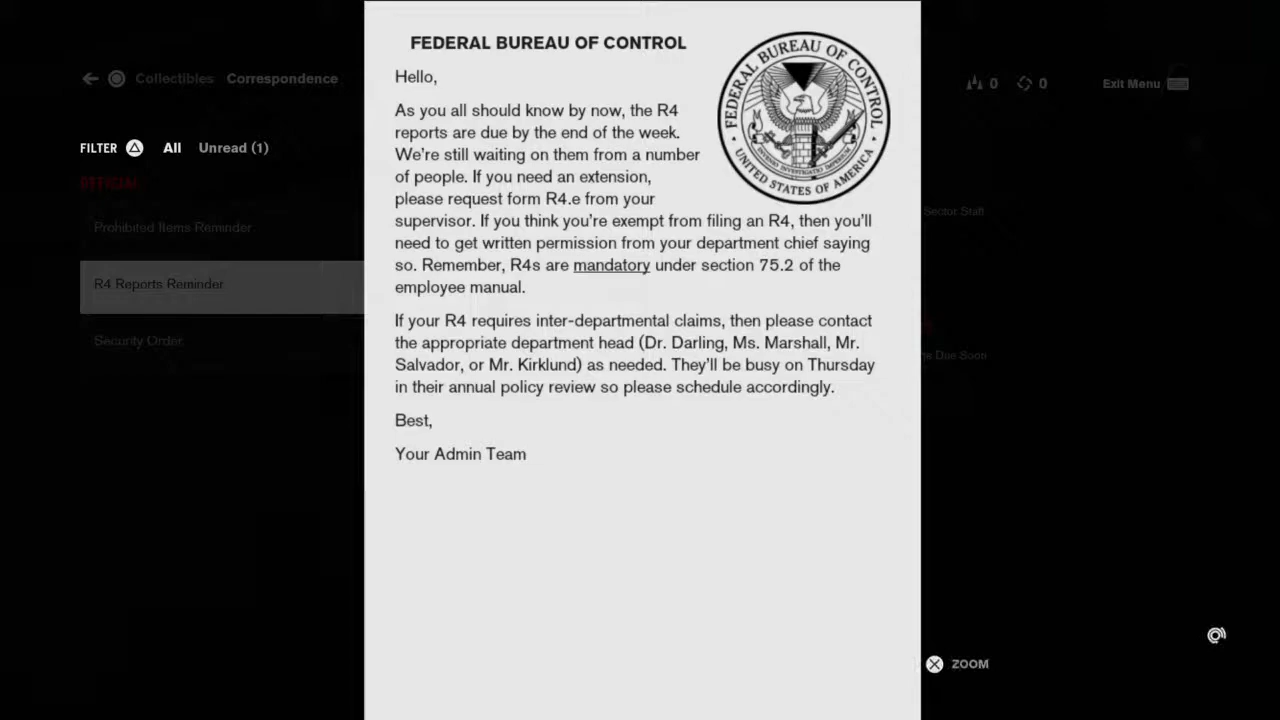 FEDERAL BUREAU OF CONTROL
Hello,
As you all should know by now, the R4
reports are due by the end of the week.
We're still waiting on them from a number
of people. If you need an extension,
please request form R4.e from your
supervisor. If you think you're exempt from filing an R4, then you'll
need to get written permission from your department chief saying
so. Remember, R4s are mandatory under section 75.2 of the
employee manual.
If your R4 requires inter-departmental claims, then please contact
the appropriate department head (Dr. Darling, Ms. Marshall, Mr.
Salvador, or Mr. Kirklund) as needed. They'll be busy on Thursday
in their annual policy review so please schedule accordingly.
Best,
Your Admin Team
FEDERAL BUREAU OF CONTROL
UNITED STATES OF AMERICA
Collectibles Correspondence
FILTER All Unread (1)
OFFICIAL
Prohibited Items Reminder
R4 Reports Reminder
Security Order
0 0 Exit Menu
Sector Staff
Due Soon
ZOOM